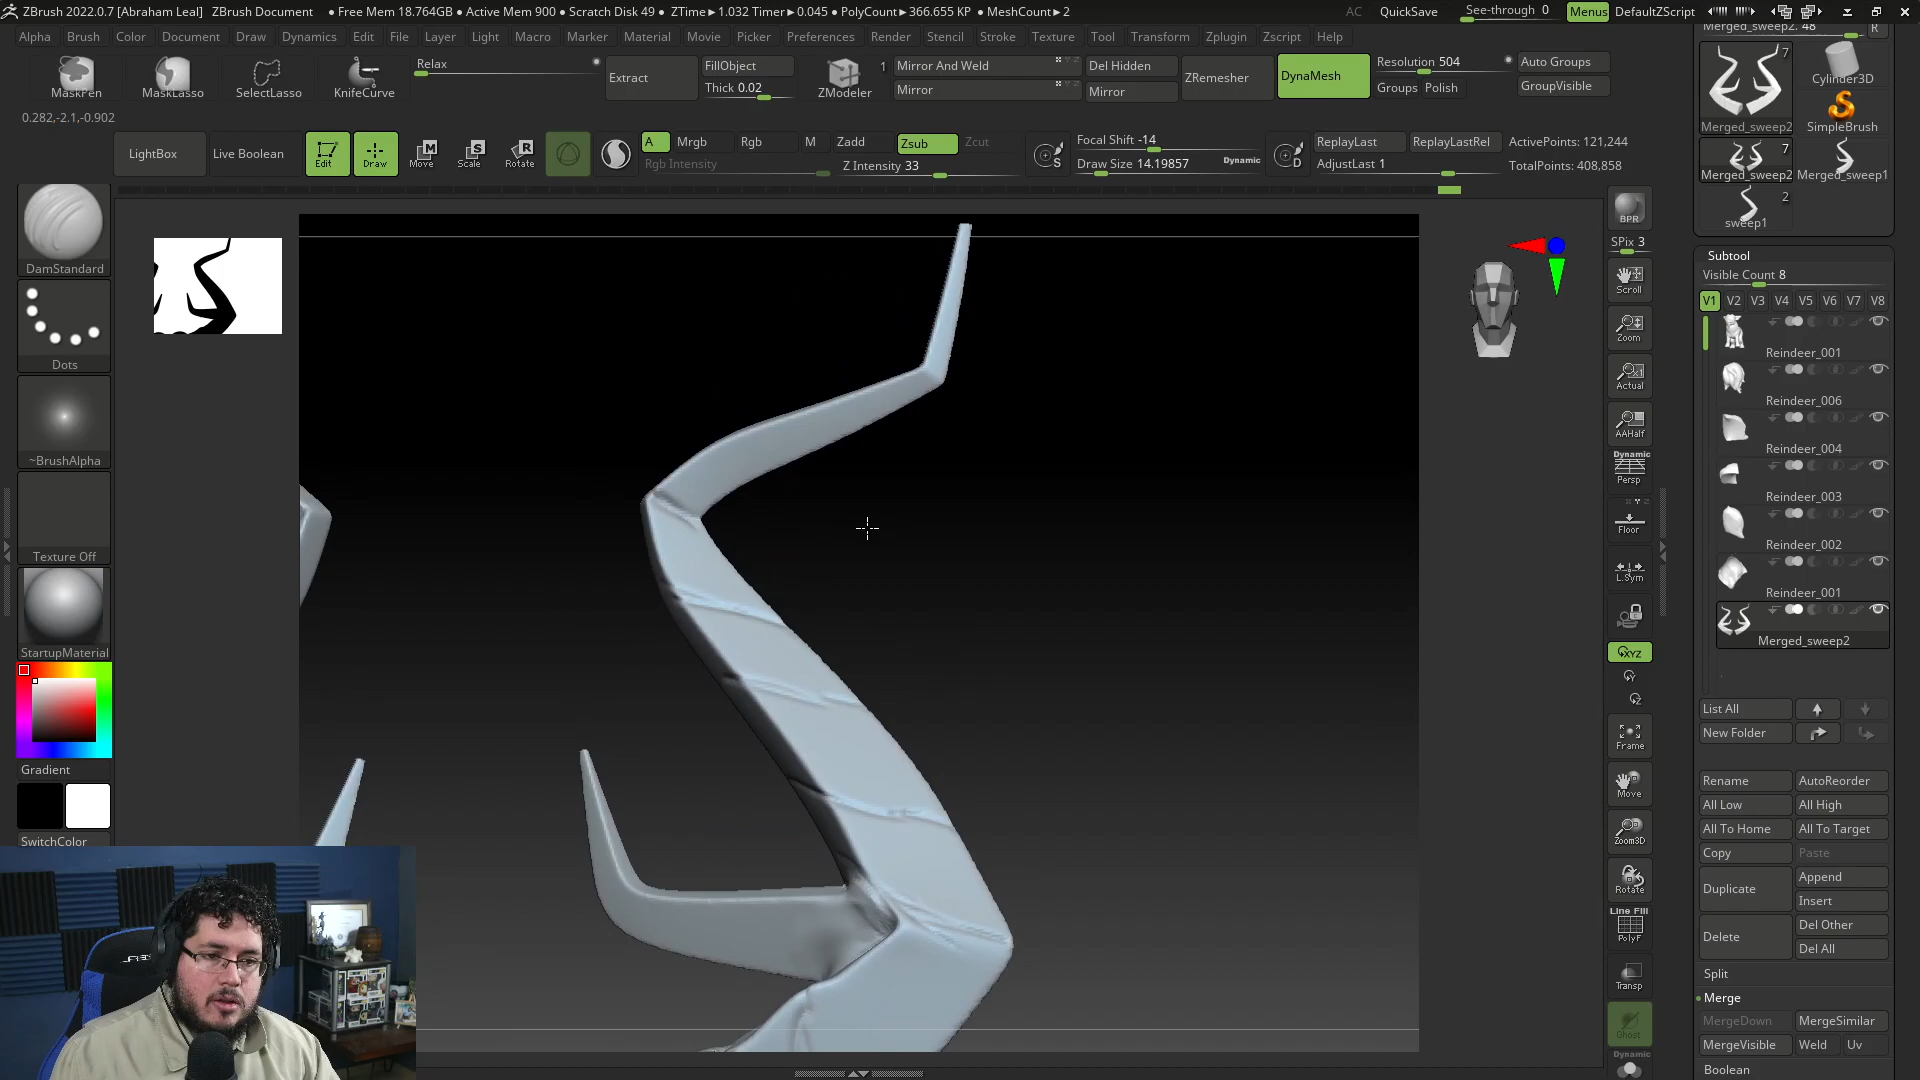 ZBrush 2022.0.7 [Abraham Leal] ZBrush Document ● Free Mem 18.764GB ● Active Mem 900 ● Scratch Disk 49 ● ZTime►1.032 Timer►0.045 ● PolyCount►366.655 KP ● MeshCount►2 AC QuickSave See-through 0 Menus DefaultZScript
Alpha Brush Color Document Draw Dynamics Edit File Layer Light Macro Marker Material Movie Picker Preferences Render Stencil Stroke Texture Tool Transform Zplugin Zscript Help
MaskPen MaskLasso SelectLasso KnifeCurve
Relax
Extract
FillObject
Thick 0.02
ZModeler
1
Mirror And Weld
Mirror
Del Hidden
Mirror
ZRemesher
DynaMesh
Resolution 504
Groups Polish
Auto Groups
GroupVisible
0.282,-2.1,-0.902
LightBox
Live Boolean
Edit
Draw
M
Move
S
Scale
R
Rotate
A Mrgb Rgb M
Rgb Intensity
Zadd Zsub Zcut
Z Intensity 33
S
Focal Shift -14
Draw Size 14.19857 Dynamic
D
ReplayLast ReplayLastRel
AdjustLast 1
ActivePoints: 121,244
TotalPoints: 408,858
DamStandard
Dots
~BrushAlpha
Texture Off
StartupMaterial
Gradient
SwitchColor
BPR
SPix 3
Scroll
Zoom
Actual
AAHalf
Dynamic
Persp
Floor
L.Sym
XYZ
Y
Z
Frame
Move
Zoom3D
Rotate
Line Fill
PolyF
Transp
Ghost
Dynamic
Merged_sweep2. 48
R
7
Merged_sweep2
Cylinder3D
SimpleBrush
7
Merged_sweep2
Merged_sweep1
2
sweep1
Subtool
Visible Count 8
V1 V2 V3 V4 V5 V6 V7 V8
Reindeer_001
Reindeer_006
Reindeer_004
Reindeer_003
Reindeer_002
Reindeer_001
Merged_sweep2
List All
New Folder
Rename AutoReorder
All Low All High
All To Home All To Target
Copy Paste
Duplicate
Append
Insert
Delete
Del Other
Del All
Split
Merge
MergeDown MergeSimilar
MergeVisible Weld Uv
Boolean